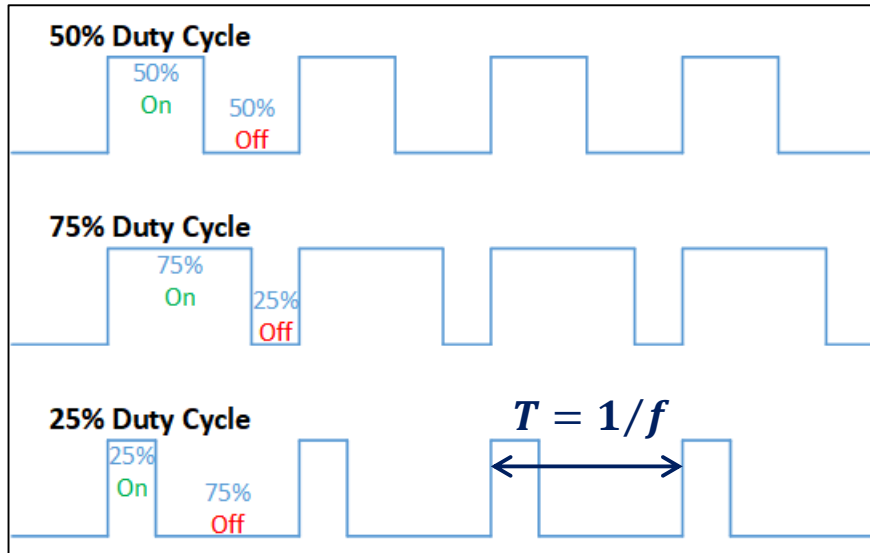 50% Duty Cycle
50%
On
50%
Off
75% Duty Cycle
75%
On
25%
Off
25% Duty Cycle
T = 1/f
25%
On
75%
Off